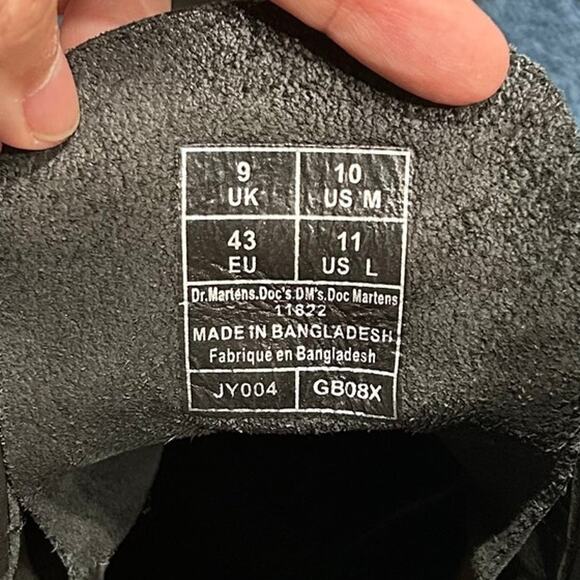 9 10
UK US M
43 11
EU US L
Dr.Martens.Doc's.DM's.Doc Martens
11822
MADE IN BANGLADESH
Fabriqué en Bangladesh
JY004 GB08X